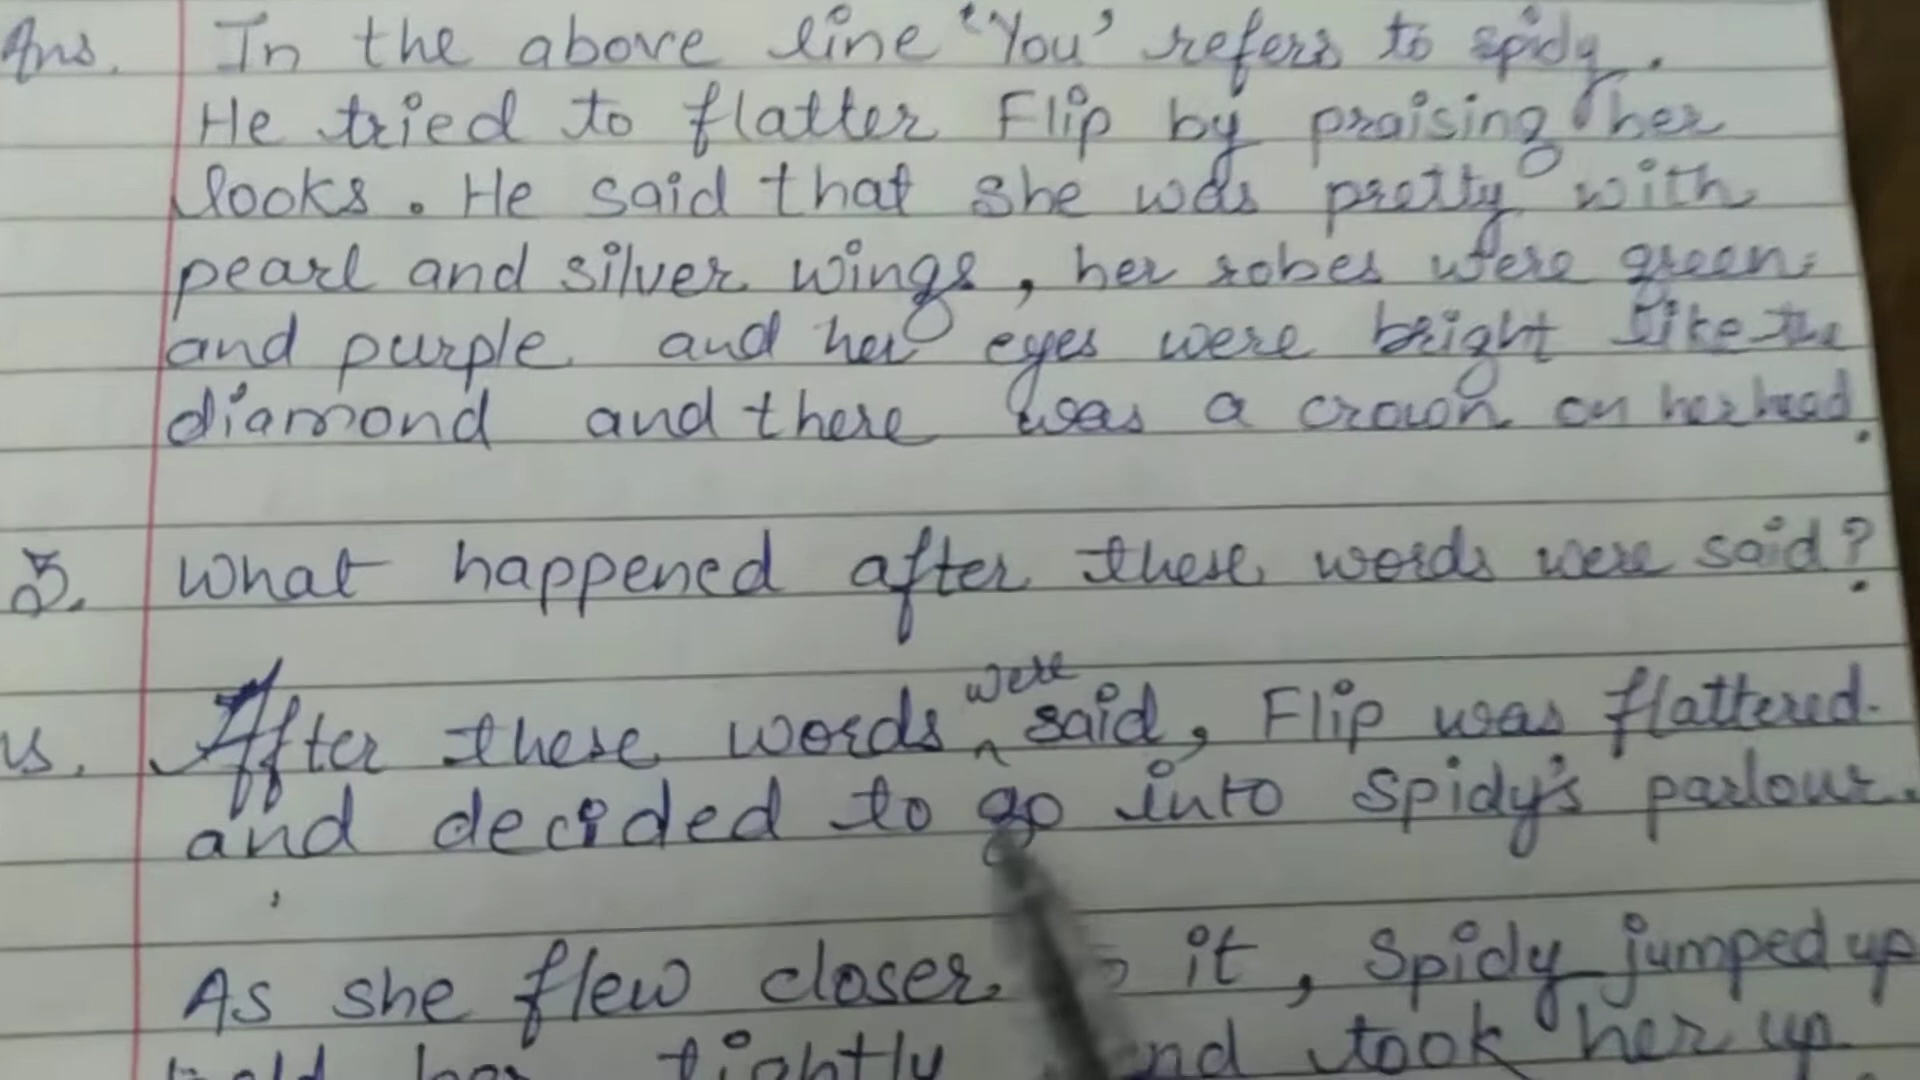 Ans. In the above line 'You' refers to spidy.
He tried to flatter Flip by praising her
looks. He said that she was pretty with
pearl and silver wings, her robes were green
and purple and her eyes were bright like the
diamond and there was a crown on her head.
3. What happened after these words were said?
After these words were said, Flip was flattered
and decided to go into Spidy's parlour.
As she flew closer it, Spidy jumped up
her tightly and took her up